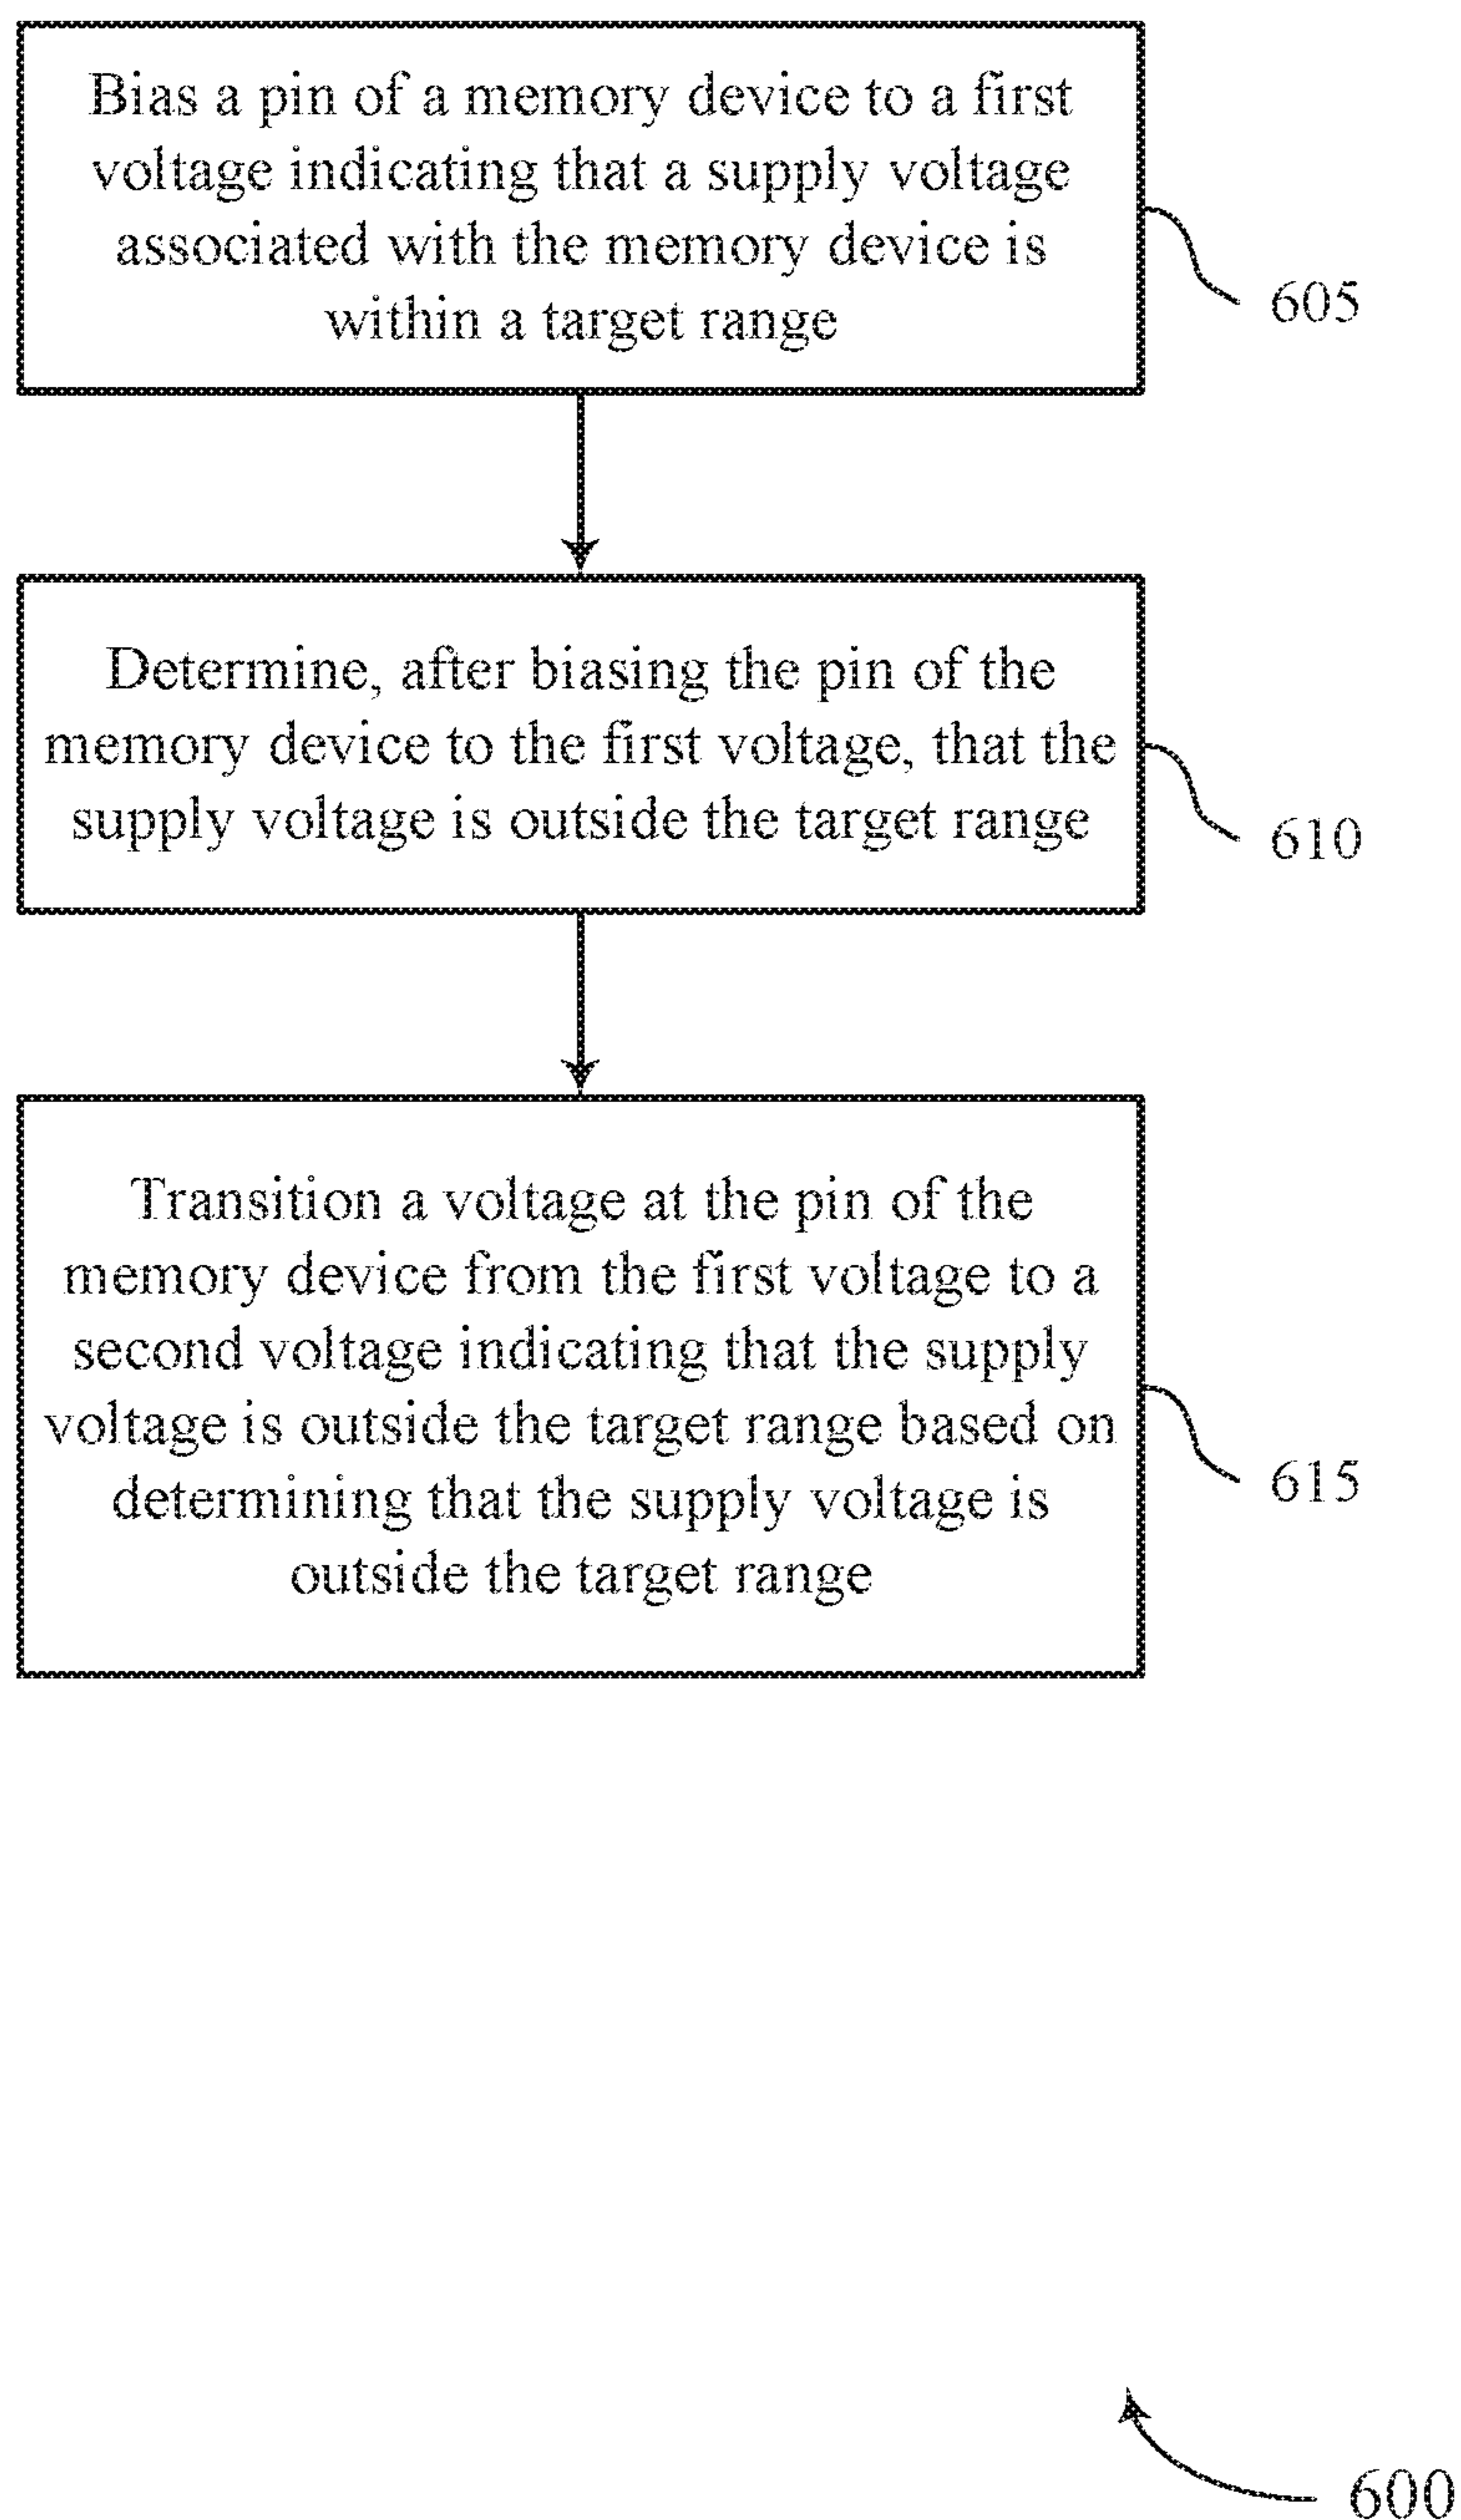 Bias a pin of a memory device to a first
voltage indicating that a supply voltage
associated with the memory device is
within a target range
605
Determine, after biasing the pin of the
memory device to the first voltage, that the
supply voltage is outside the target range
610
Transition a voltage at the pin of the
memory device from the first voltage to a
second voltage indicating that the supply
voltage is outside the target range based on
determining that the supply voltage is
outside the target range
615
600